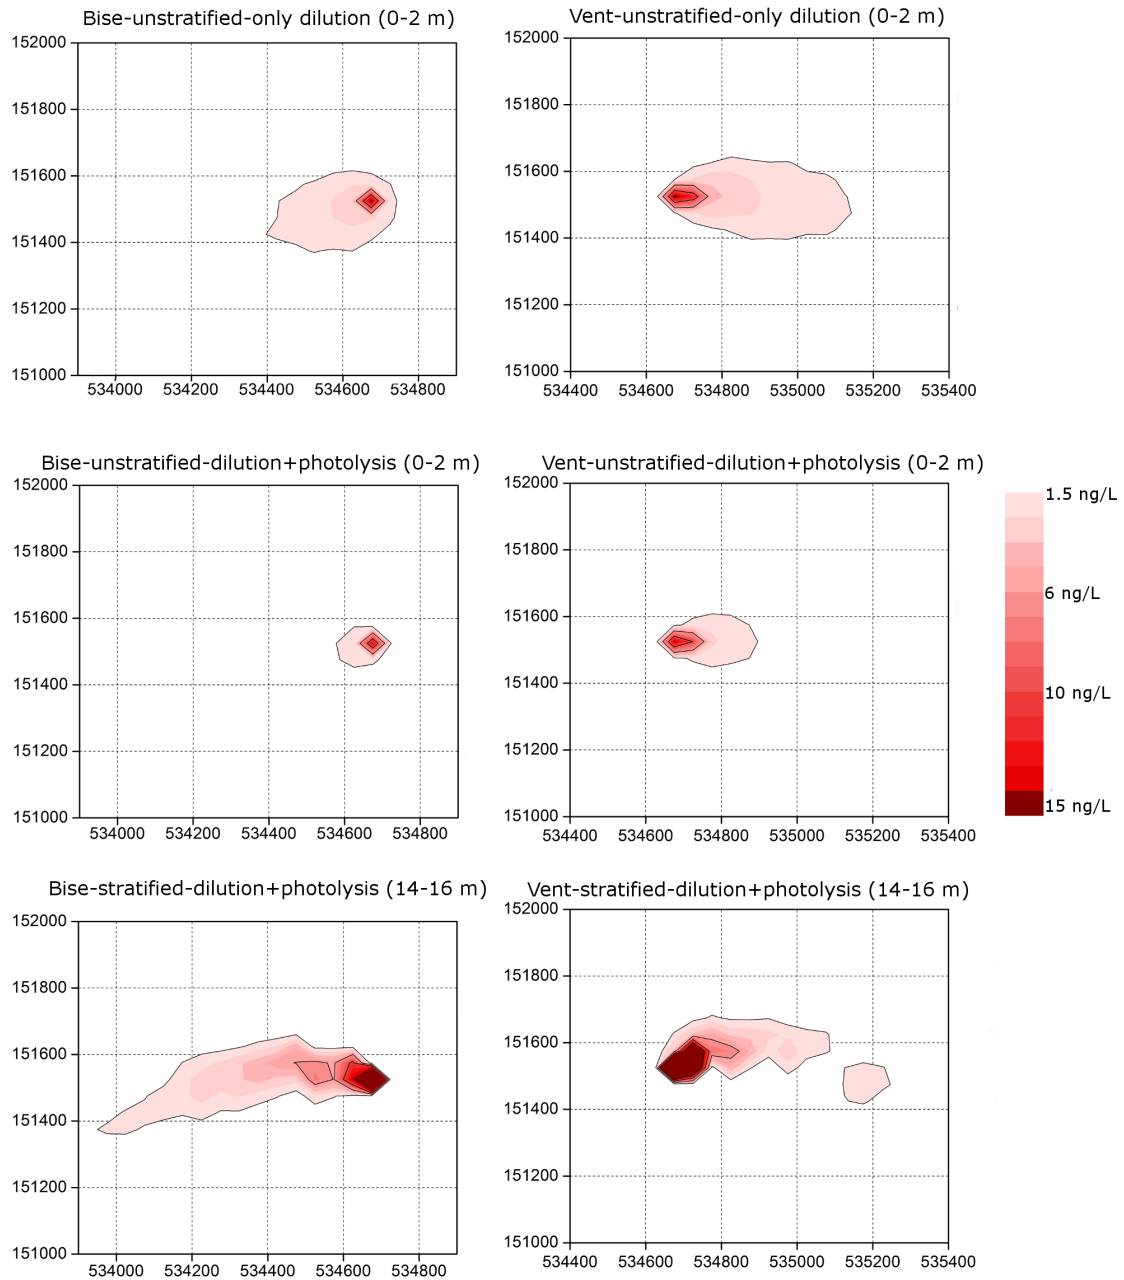 Bise-unstratified-only dilution (0-2 m)
152000
151800
151600
151400
151200
151000
534000 534200 534400 534600 534800
Vent-unstratified-only dilution (0-2 m)
152000
151800
151600
151400
151200
151000
534400 534600 534800 535000 535200 535400
Bise-unstratified-dilution+photolysis (0-2 m)
152000
151800
151600
151400
151200
151000
534000 534200 534400 534600 534800
Vent-unstratified-dilution+photolysis (0-2 m)
152000
151800
151600
151400
151200
151000
534400 534600 534800 535000 535200 535400
1.5 ng/L
6 ng/L
10 ng/L
15 ng/L
Bise-stratified-dilution+photolysis (14-16 m)
152000
151800
151600
151400
151200
151000
534000 534200 534400 534600 534800
Vent-stratified-dilution+photolysis (14-16 m)
152000
151800
151600
151400
151200
151000
534400 534600 534800 535000 535200 535400